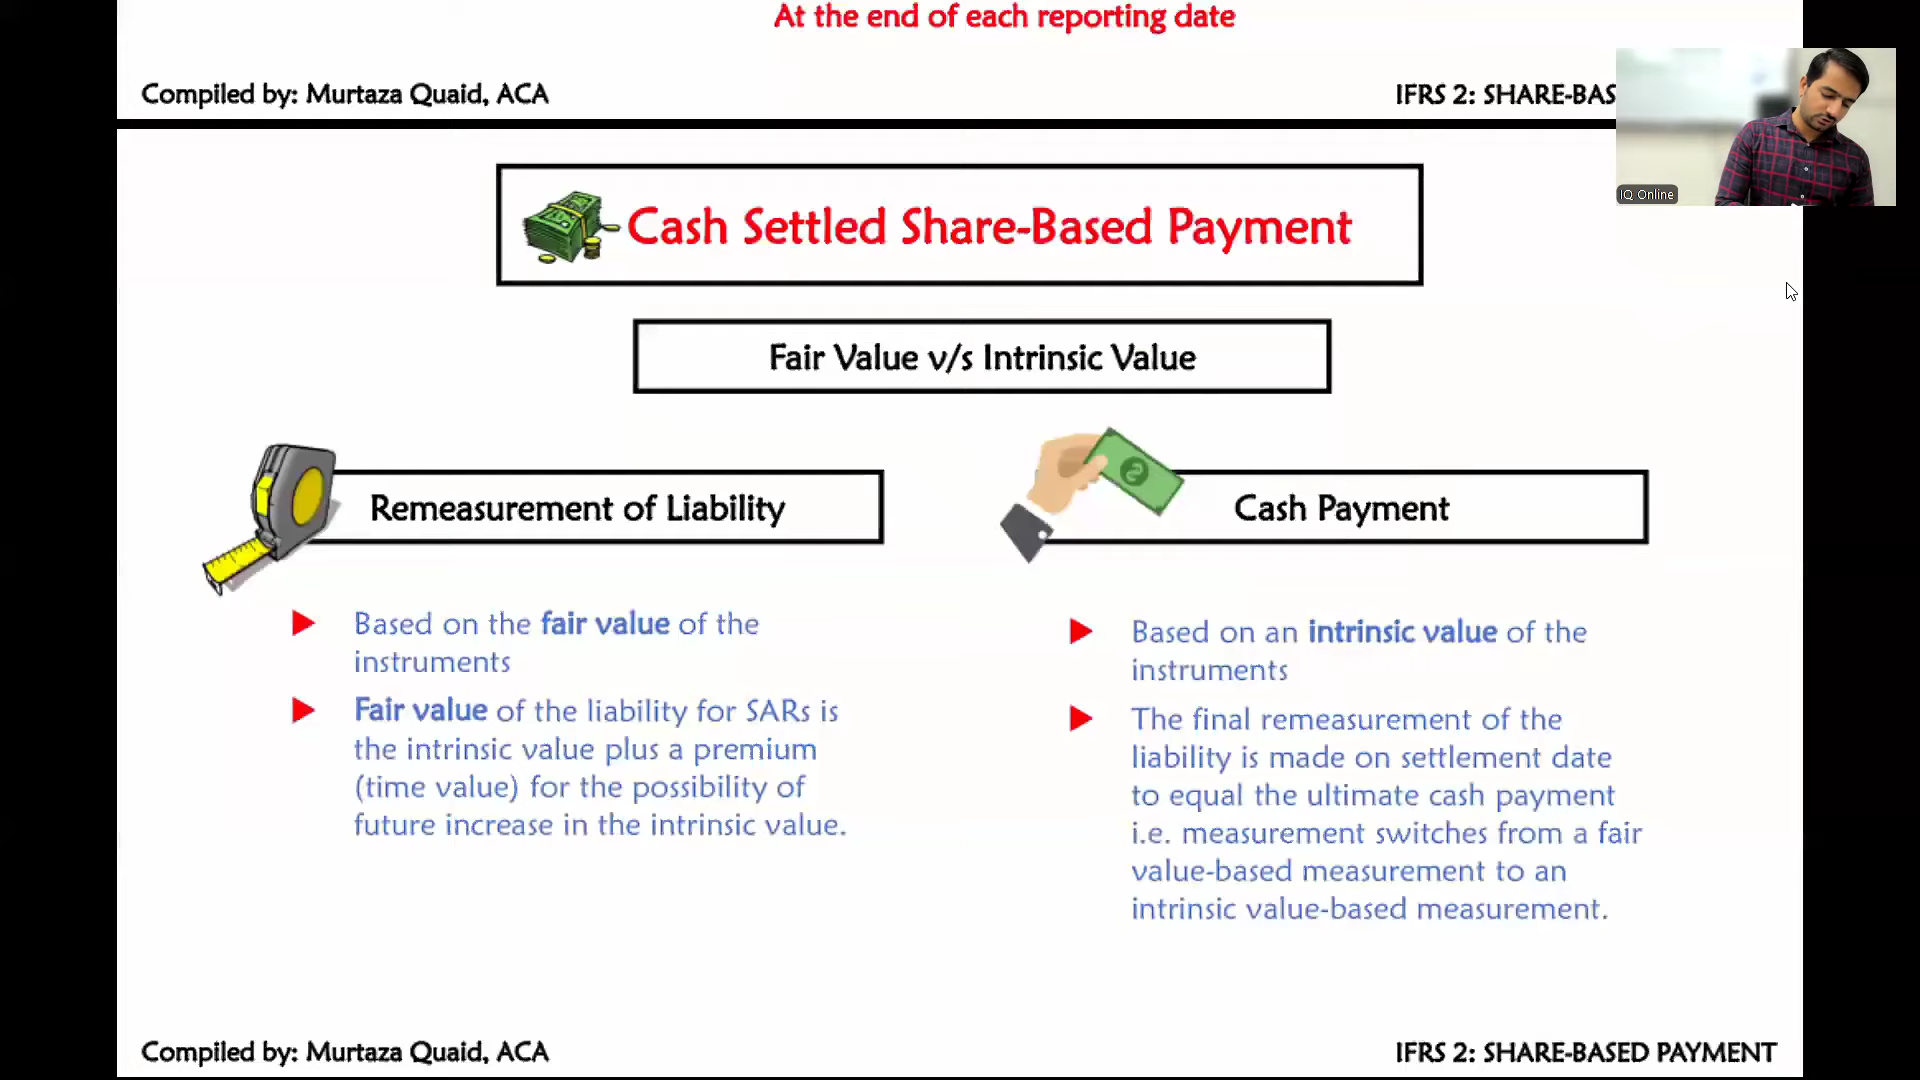 At the end of each reporting date
Compiled by: Murtaza Quaid, ACA
IFRS 2: SHARE-BAS
IQ Online
Cash Settled Share-Based Payment
Fair Value v/s Intrinsic Value
Remeasurement of Liability
Based on the fair value of the
instruments
Fair value of the liability for SARs is
the intrinsic value plus a premium
(time value) for the possibility of
future increase in the intrinsic value.
Cash Payment
Based on an intrinsic value of the
instruments
The final remeasurement of the
liability is made on settlement date
to equal the ultimate cash payment
i.e. measurement switches from a fair
value-based measurement to an
intrinsic value-based measurement.
Compiled by: Murtaza Quaid, ACA
IFRS 2: SHARE-BASED PAYMENT